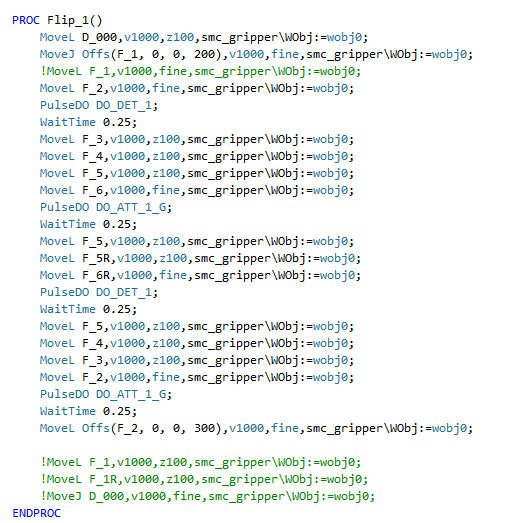 PROC Flip_1()
MoveL D_000,v1000,z100,smc_gripper\WObj:=wobj0;
MoveJ Offs(F_1, 0, 0, 200),v1000,fine,smc_gripper\WObj:=wobj0;
!MoveL F_1,v1000,fine,smc_gripper\WObj:=wobj0;
MoveL F_2,v1000,fine,smc_gripper\WObj:=wobj0;
PulseDO DO_DET_1;
WaitTime 0.25;
MoveL F_3,v1000,z100,smc_gripper\WObj:=wobj0;
MoveL F_4,v1000,z100,smc_gripper\WObj:=wobj0;
MoveL F_5,v1000,z100,smc_gripper\WObj:=wobj0;
MoveL F_6,v1000,fine,smc_gripper\WObj:=wobj0;
PulseDO DO_ATT_1_G;
WaitTime 0.25;
MoveL F_5,v1000,z100,smc_gripper\WObj:=wobj0;
MoveL F_5R,v1000,z100,smc_gripper\WObj:=wobj0;
MoveL F_6R,v1000,fine,smc_gripper\WObj:=wobj0;
PulseDO DO_DET_1;
WaitTime 0.25;
MoveL F_5,v1000,z100,smc_gripper\WObj:=wobj0;
MoveL F_4,v1000,z100,smc_gripper\WObj:=wobj0;
MoveL F_3,v1000,z100,smc_gripper\WObj:=wobj0;
MoveL F_2,v1000,fine,smc_gripper\WObj:=wobj0;
PulseDO DO_ATT_1_G;
WaitTime 0.25;
MoveL Offs(F_2, 0, 0, 300),v1000,fine,smc_gripper\WObj:=wobj0;
!MoveL F_1,v1000,z100,smc_gripper\WObj:=wobj0;
!MoveL F_1R,v1000,z100,smc_gripper\WObj:=wobj0;
!MoveJ D_000,v1000,fine,smc_gripper\WObj:=wobj0;
ENDPROC